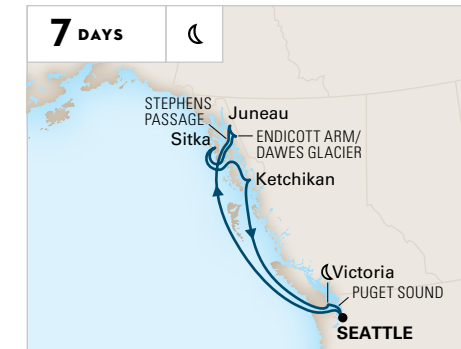 7 DAYS
STEPHENS
PASSAGE
Juneau
Sitka
ENDICOTT ARM/
DAWES GLACIER
Ketchikan
Victoria
PUGET SOUND
SEATTLE